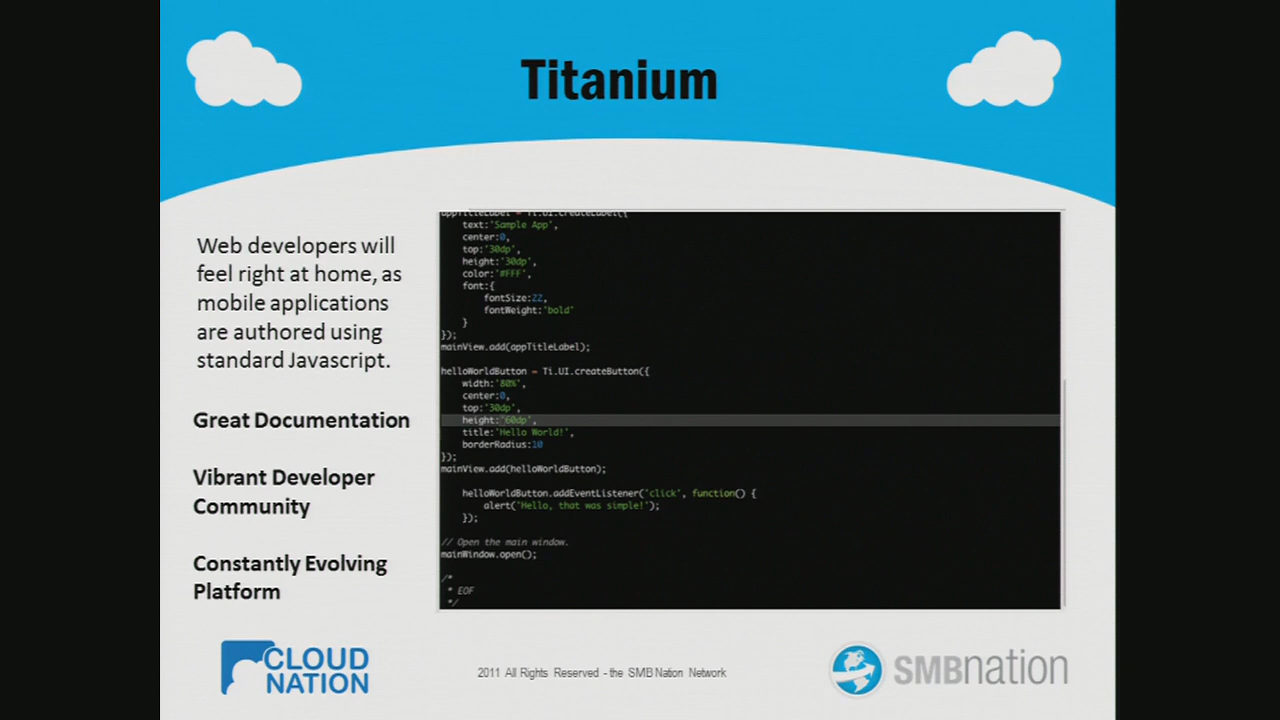 Titanium
Web developers will
feel right at home, as
mobile applications
are authored using
standard Javascript.
Great Documentation
Vibrant Developer
Community
Constantly Evolving
Platform
appTitleLabel = Ti.UI.createLabel({
text:'Sample App',
center:0,
top:'30dp',
height:'30dp',
color:'#FFF',
font:{
fontSize:22,
fontWeight:'bold'
}
});
mainView.add(appTitleLabel);
helloWorldButton = Ti.UI.createButton({
width:'80%',
center:0,
top:'30dp',
height:'60dp',
title:'Hello World!',
borderRadius:10
});
mainView.add(helloWorldButton);
helloWorldButton.addEventListener('click', function() {
alert('Hello, that was simple!');
});
// Open the main window.
mainWindow.open();
/*
* EOF
*/
CLOUD
NATION
2011 All Rights Reserved - the SMB Nation Network
SMBnation